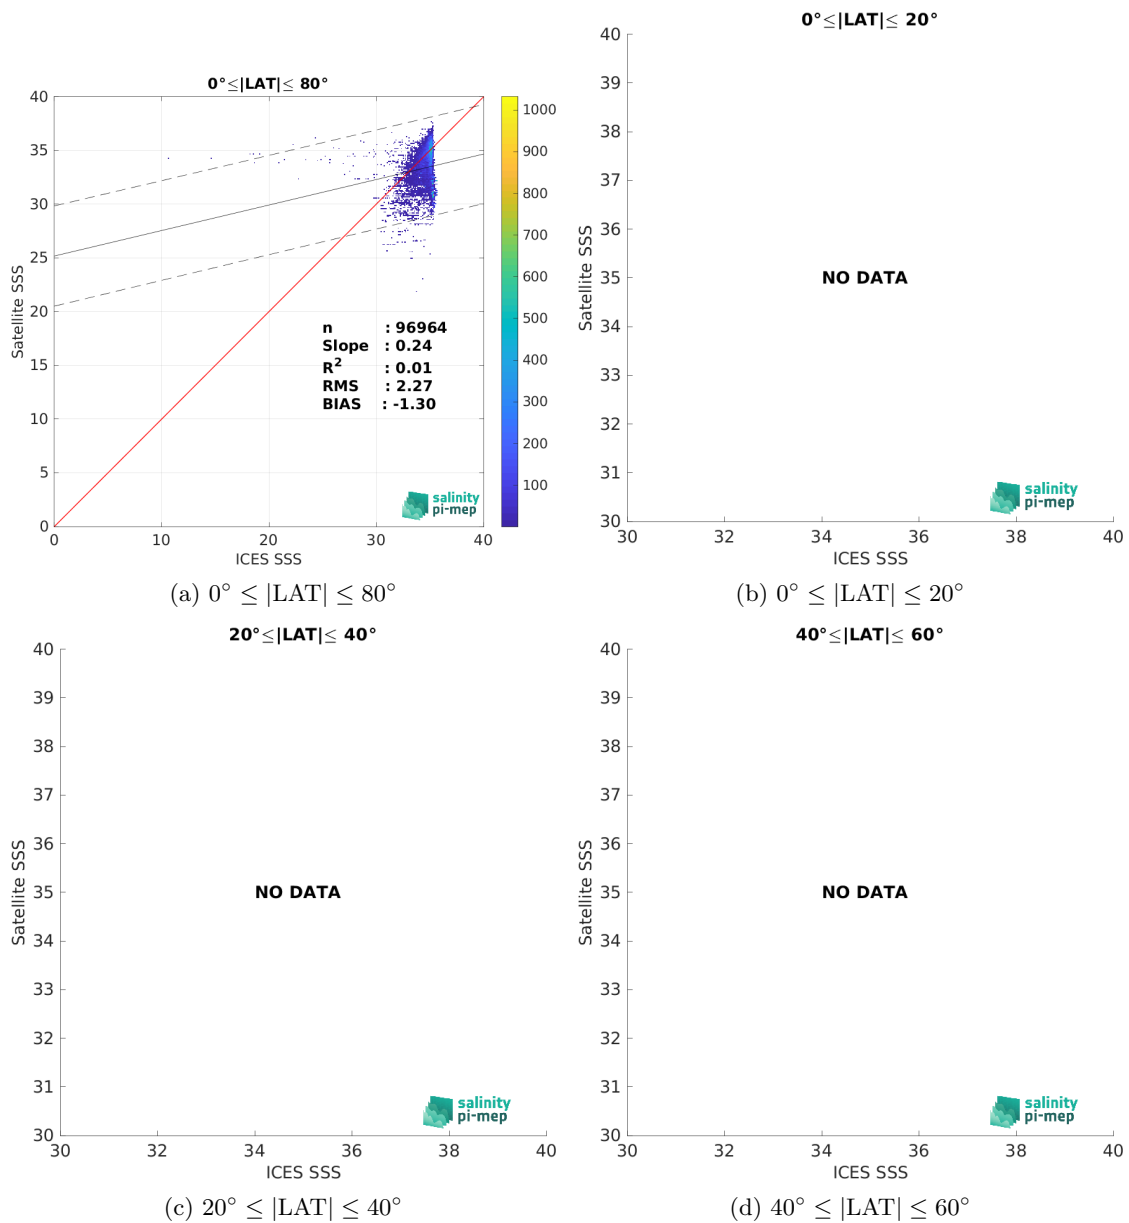 0°≤|LAT|≤ 80°
40
35
30
25
20
15
10
5
0
0
10
20
30
40
Satellite SSS
ICES SSS
n : 96964
Slope : 0.24
R² : 0.01
RMS : 2.27
BIAS : -1.30
1000
900
800
700
600
500
400
300
200
100
salinity
pi-mep
(a) 0° ≤ |LAT| ≤ 80°
0°≤|LAT|≤ 20°
40
39
38
37
36
35
34
33
32
31
30
30
32
34
36
38
40
Satellite SSS
ICES SSS
NO DATA
salinity
pi-mep
(b) 0° ≤ |LAT| ≤ 20°
20°≤|LAT|≤ 40°
40
39
38
37
36
35
34
33
32
31
30
30
32
34
36
38
40
Satellite SSS
ICES SSS
NO DATA
salinity
pi-mep
(c) 20° ≤ |LAT| ≤ 40°
40°≤|LAT|≤ 60°
40
39
38
37
36
35
34
33
32
31
30
30
32
34
36
38
40
Satellite SSS
ICES SSS
NO DATA
salinity
pi-mep
(d) 40° ≤ |LAT| ≤ 60°